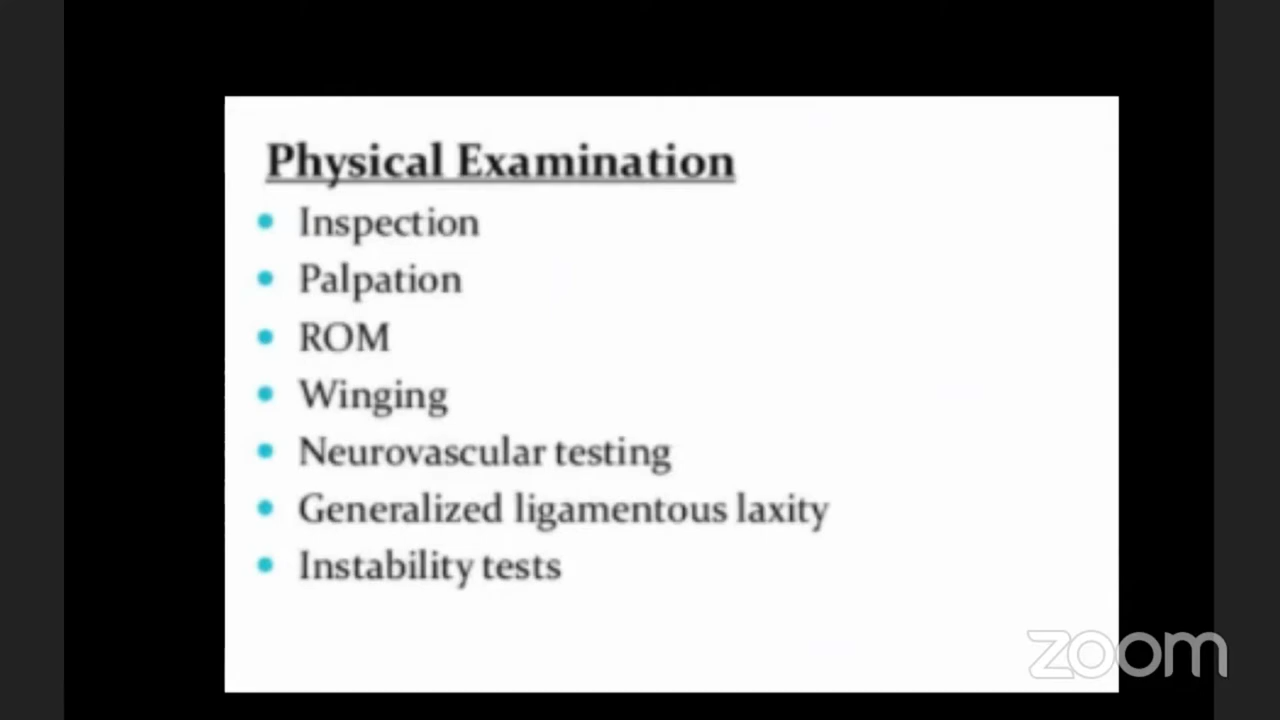 Physical Examination
Inspection
Palpation
ROM
Winging
Neurovascular testing
Generalized ligamentous laxity
Instability tests
zoom